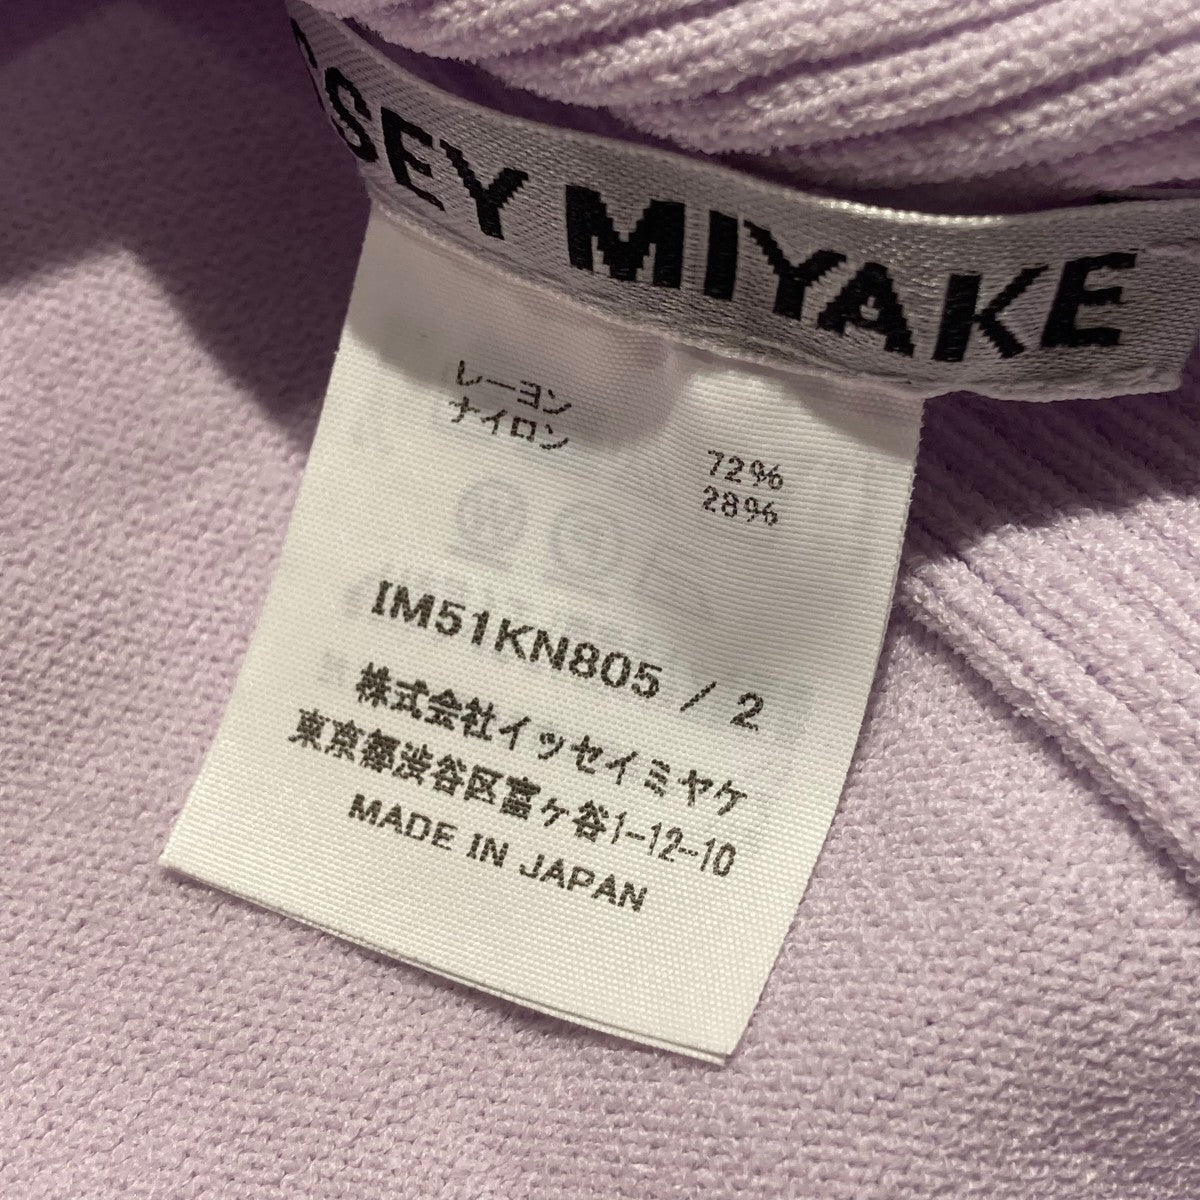 ISSEY MIYAKE
レーヨン 72%
ナイロン 28%
IM51KN805 / 2
株式会社イッセイミヤケ
東京都渋谷区富ヶ谷1-12-10
MADE IN JAPAN